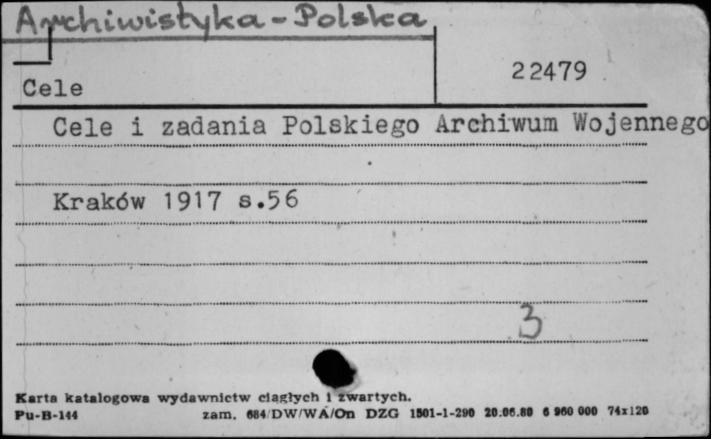 Archiwistyka - Polska
22479
Cele
Cele i zadania Polskiego Archiwum Wojennego
Kraków 1917 s.56
3
Karta katalogowa wydawnictw ciągłych i zwartych.
Pu-B-144 zam. 684/DW/WA/On DZG 1501-1-290 20.06.80 6 960 000 74x120